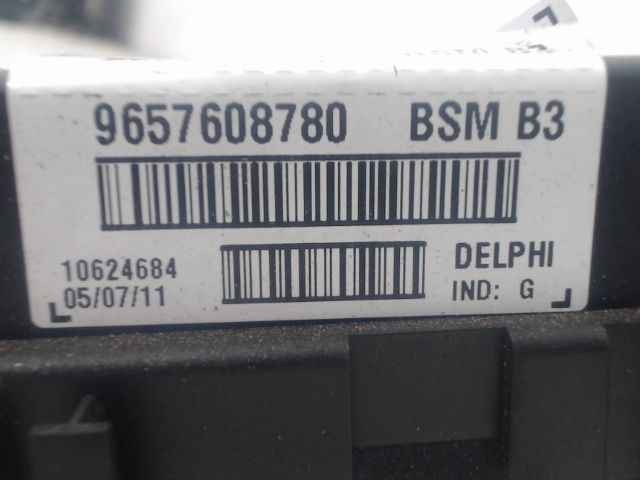 9657608780 BSM B3
10624684 DELPHI
05/07/11 IND: G